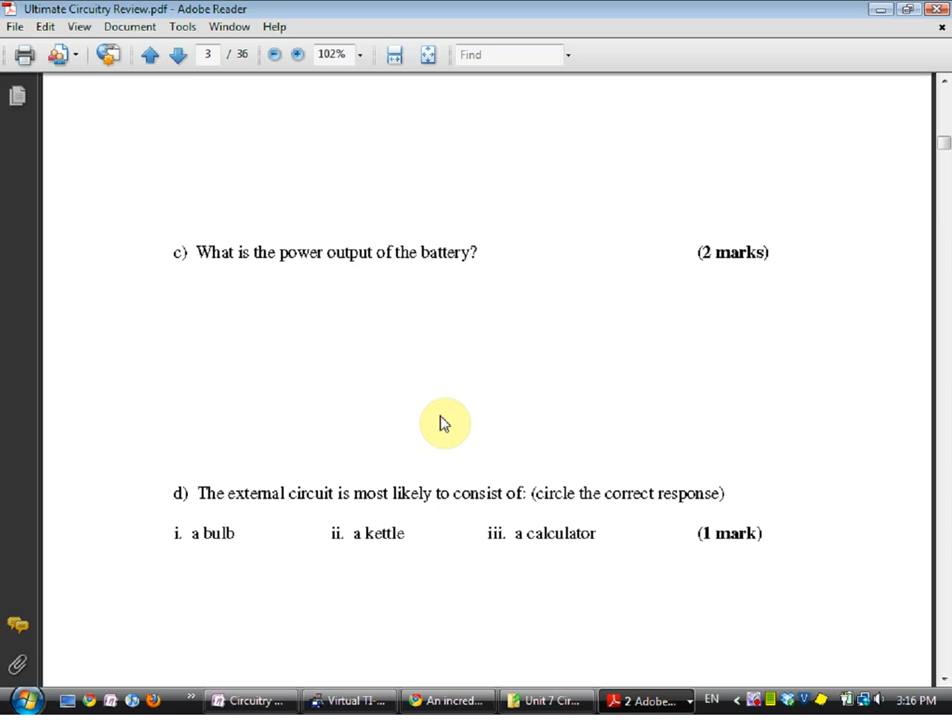 Ultimate Circuitry Review.pdf - Adobe Reader
File Edit View Document Tools Window Help
3 / 36 102% Find
c) What is the power output of the battery? (2 marks)
d) The external circuit is most likely to consist of: (circle the correct response)
i. a bulb ii. a kettle iii. a calculator (1 mark)
Circuitry ... Virtual TI-... An incred... Unit 7 Cir... 2 Adobe... EN 3:16 PM